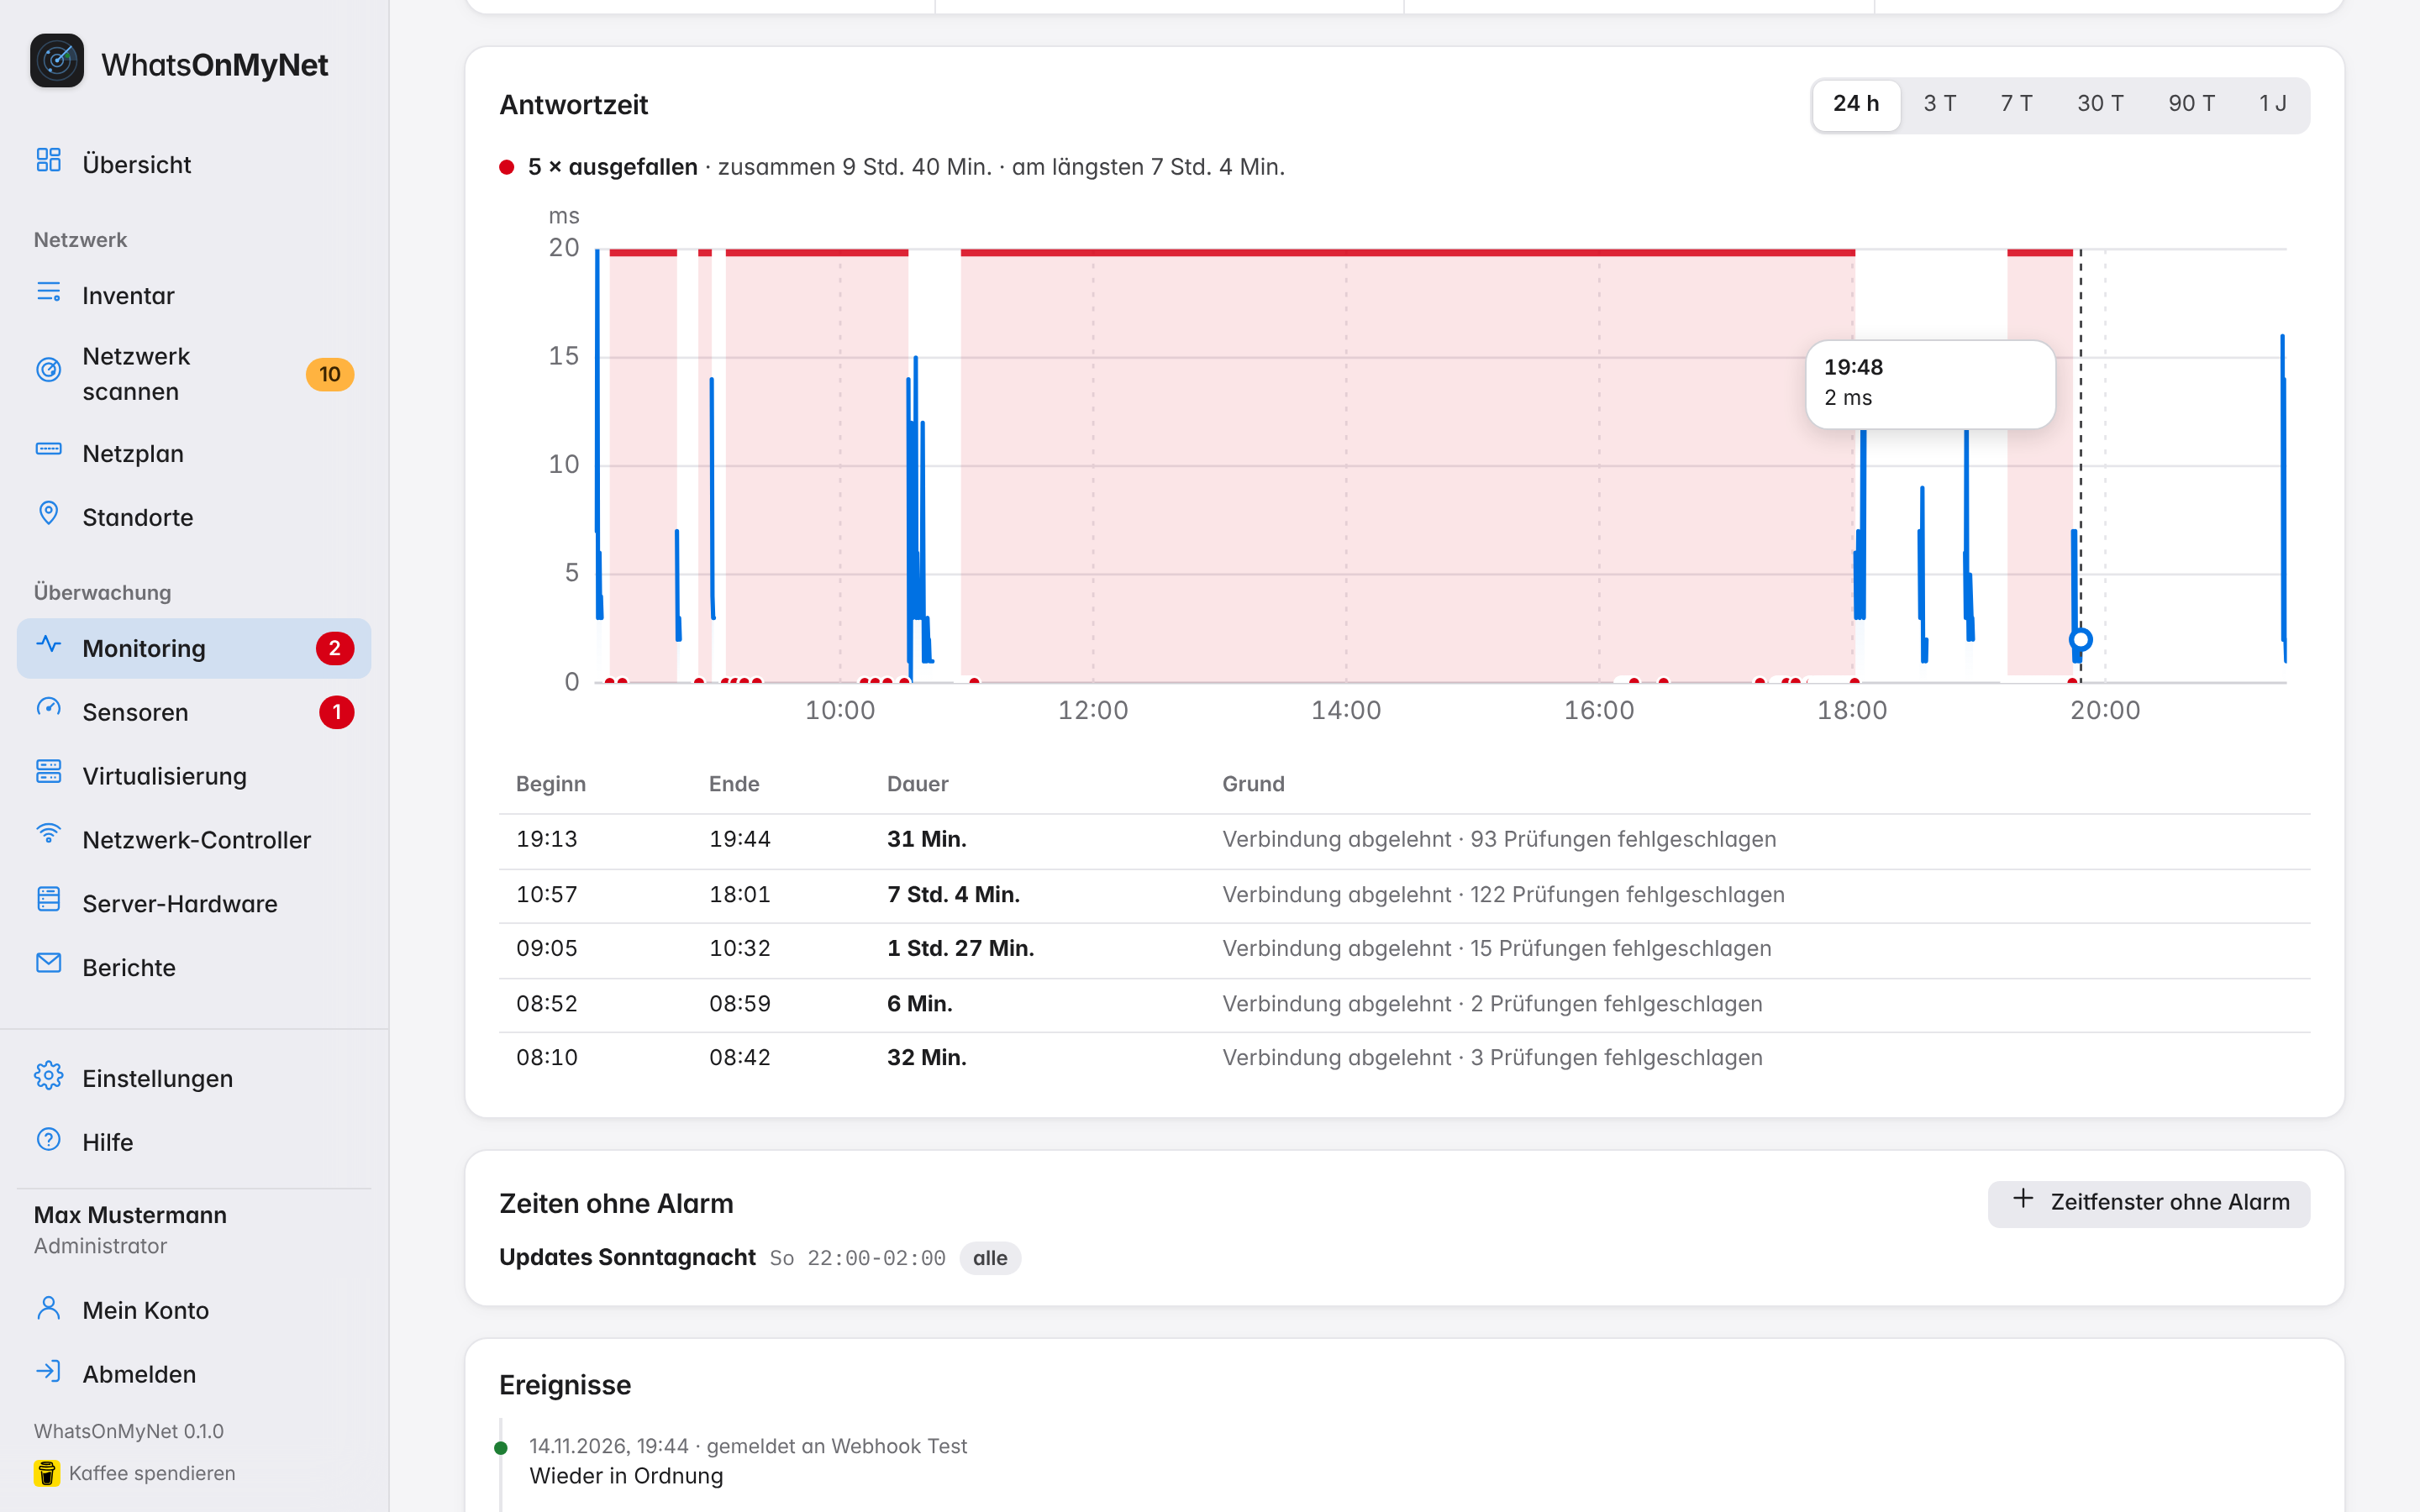 WhatsOnMyNet
Übersicht
Netzwerk
Inventar
Netzwerk
scannen
10
Netzplan
Standorte
Überwachung
Monitoring 2
Sensoren 1
Virtualisierung
Netzwerk-Controller
Server-Hardware
Berichte
Einstellungen
Hilfe
Max Mustermann
Administrator
Mein Konto
Abmelden
WhatsOnMyNet 0.1.0
Kaffee spendieren
Antwortzeit
24 h 3 T 7 T 30 T 90 T 1 J
5 × ausgefallen · zusammen 9 Std. 40 Min. · am längsten 7 Std. 4 Min.
ms
20
15
10
5
0
19:48
2 ms
10:00 12:00 14:00 16:00 18:00 20:00
Beginn Ende Dauer Grund
19:13 19:44 31 Min. Verbindung abgelehnt · 93 Prüfungen fehlgeschlagen
10:57 18:01 7 Std. 4 Min. Verbindung abgelehnt · 122 Prüfungen fehlgeschlagen
09:05 10:32 1 Std. 27 Min. Verbindung abgelehnt · 15 Prüfungen fehlgeschlagen
08:52 08:59 6 Min. Verbindung abgelehnt · 2 Prüfungen fehlgeschlagen
08:10 08:42 32 Min. Verbindung abgelehnt · 3 Prüfungen fehlgeschlagen
Zeiten ohne Alarm
+ Zeitfenster ohne Alarm
Updates Sonntagnacht So 22:00-02:00 alle
Ereignisse
14.11.2026, 19:44 · gemeldet an Webhook Test
Wieder in Ordnung